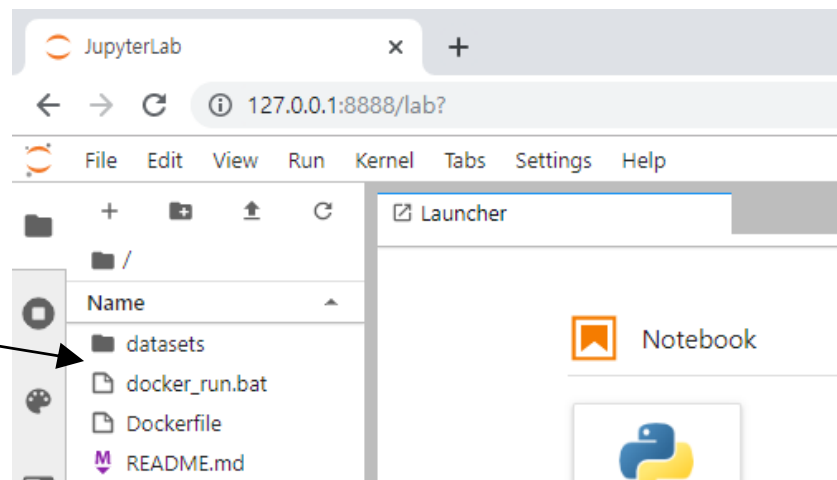 JupyterLab
127.0.0.1:8888/lab?
File Edit View Run Kernel Tabs Settings Help
Launcher
/
Name
datasets
docker_run.bat
Dockerfile
README.md
Notebook